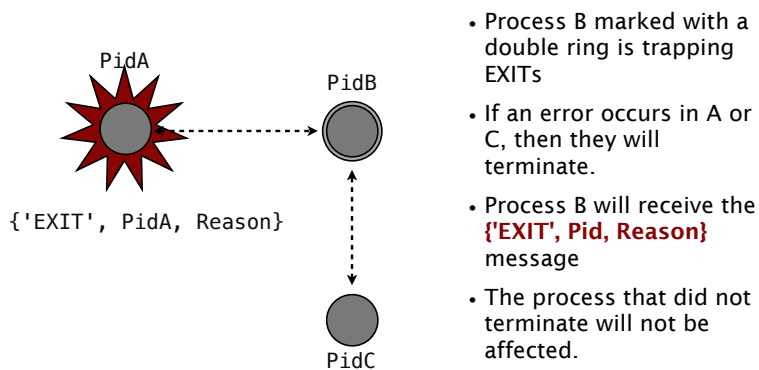 PidA
PidB
{'EXIT', PidA, Reason}
PidC
• Process B marked with a
double ring is trapping
EXITs
• If an error occurs in A or
C, then they will
terminate.
• Process B will receive the
{'EXIT', Pid, Reason}
message
• The process that did not
terminate will not be
affected.